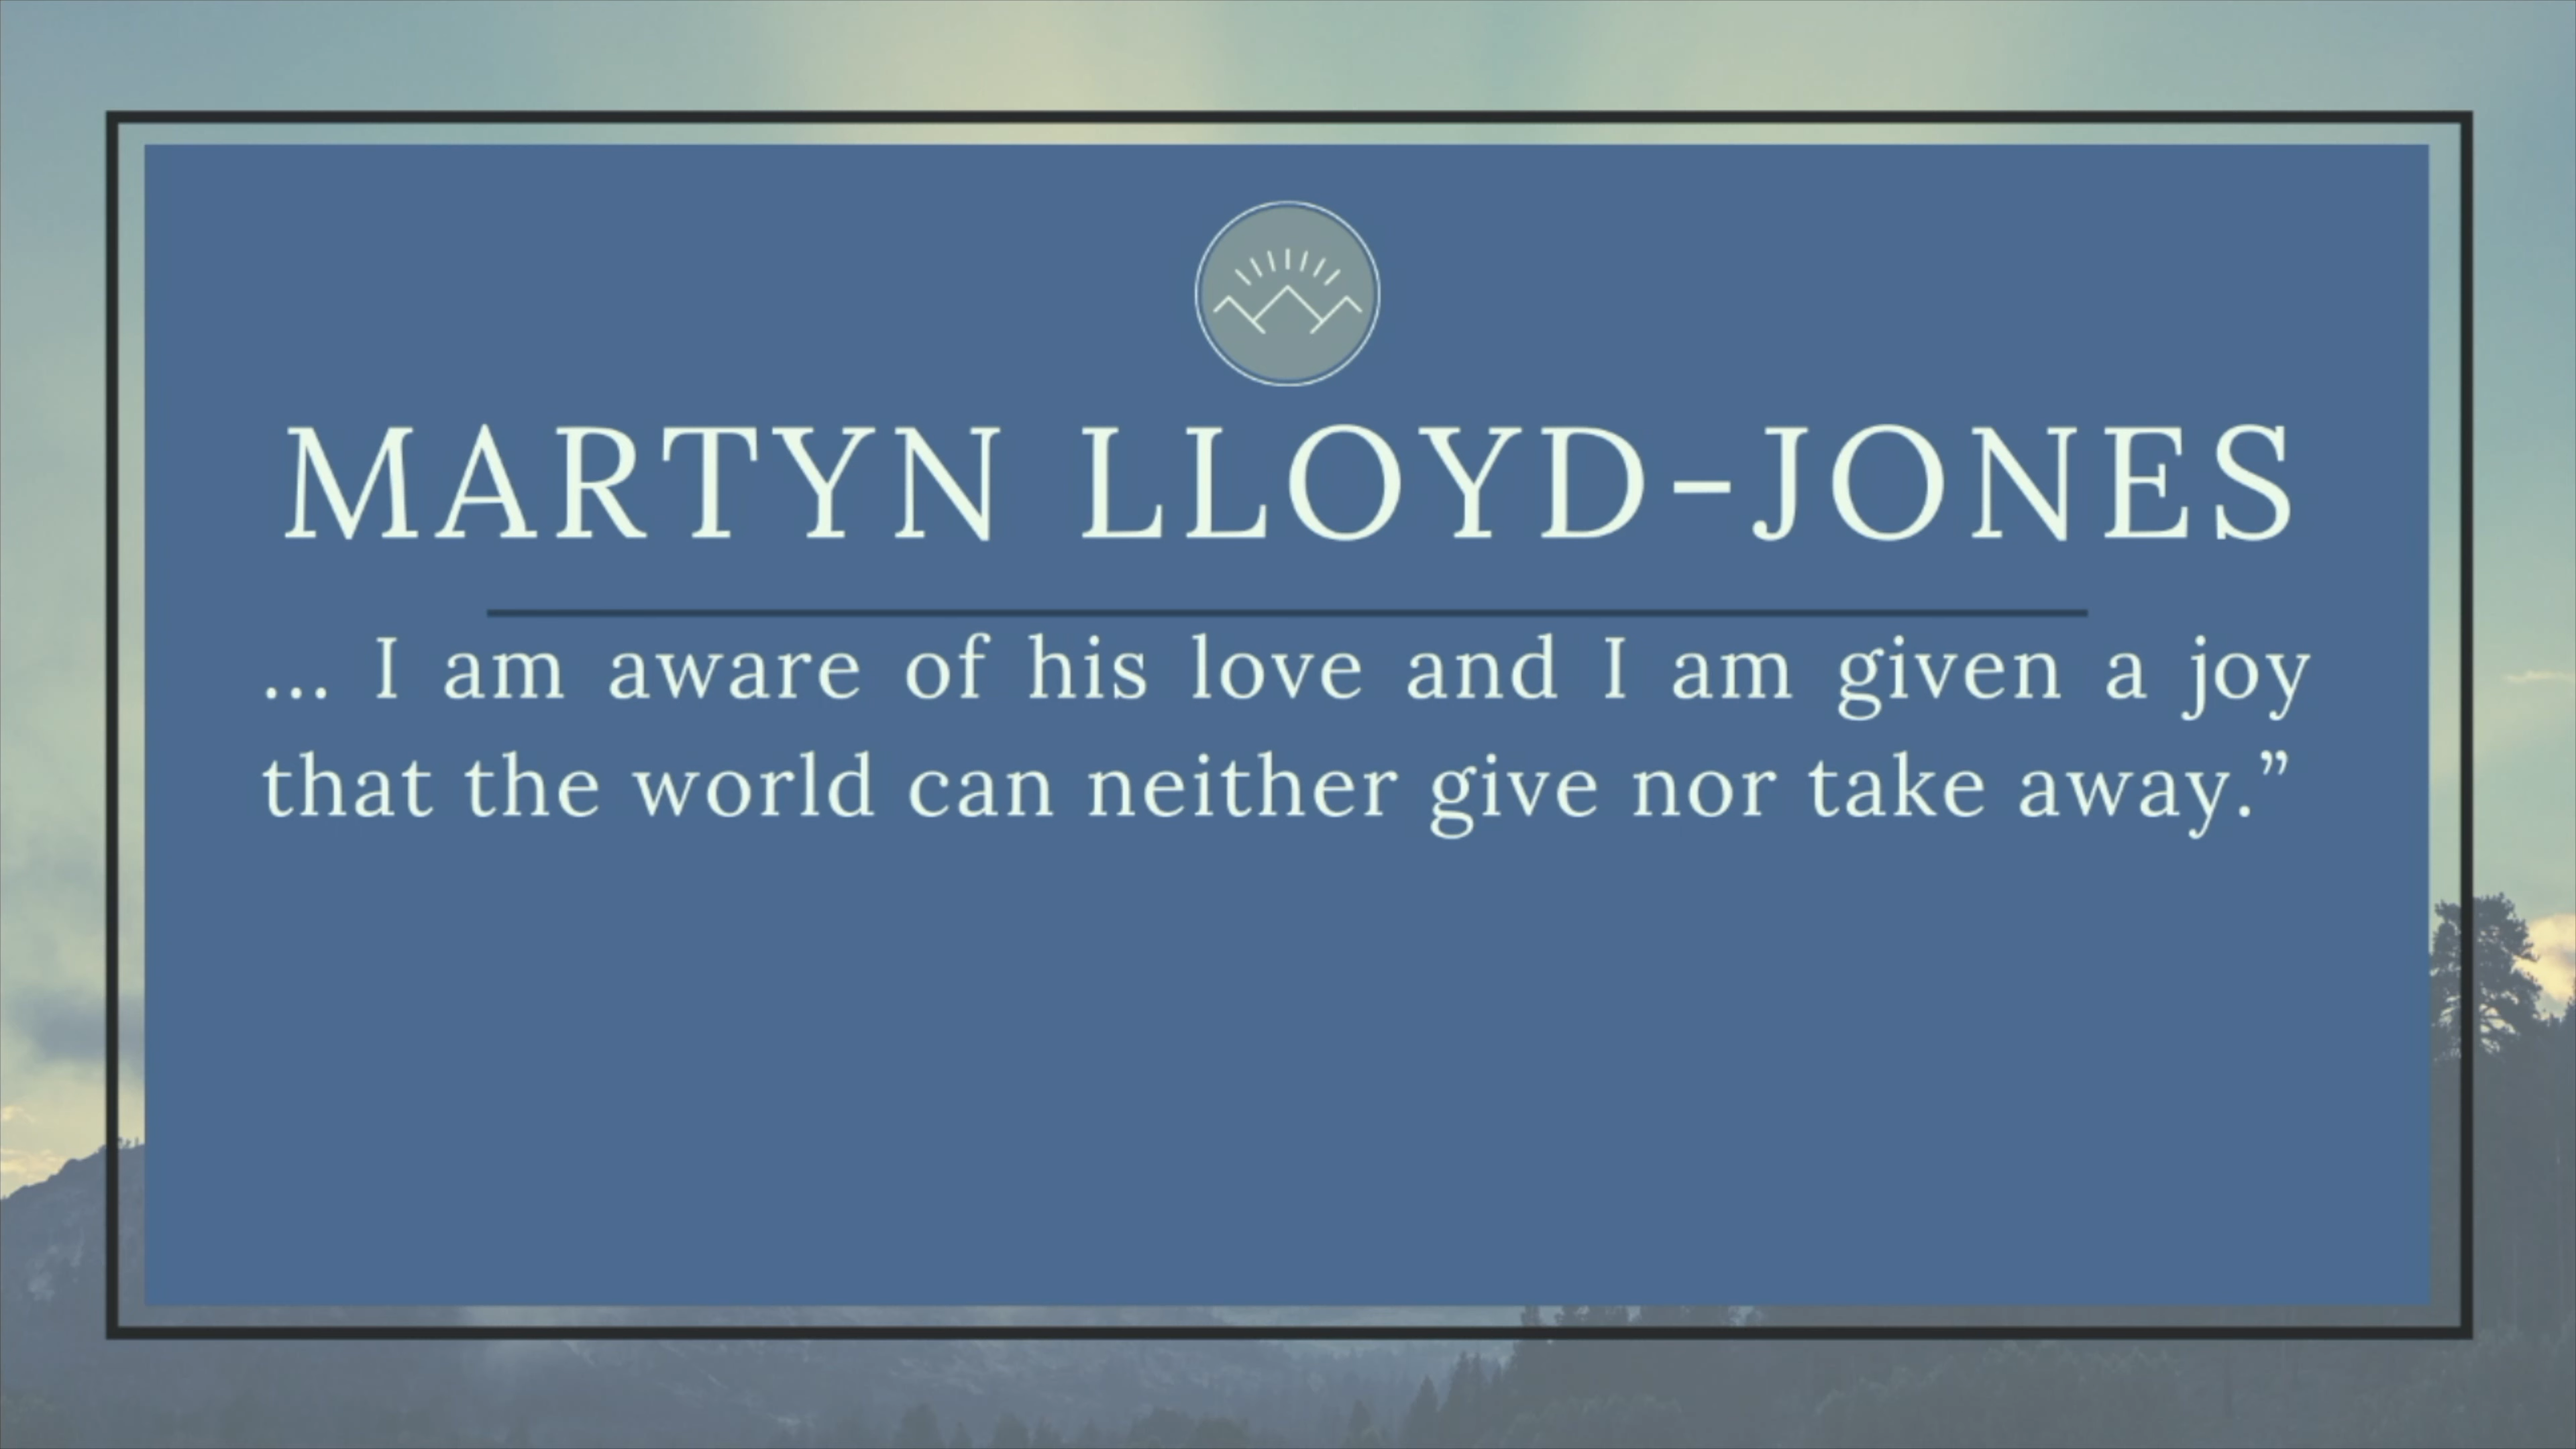 MARTYN LLOYD-JONES
... I am aware of his love and I am given a joy
that the world can neither give nor take away.”